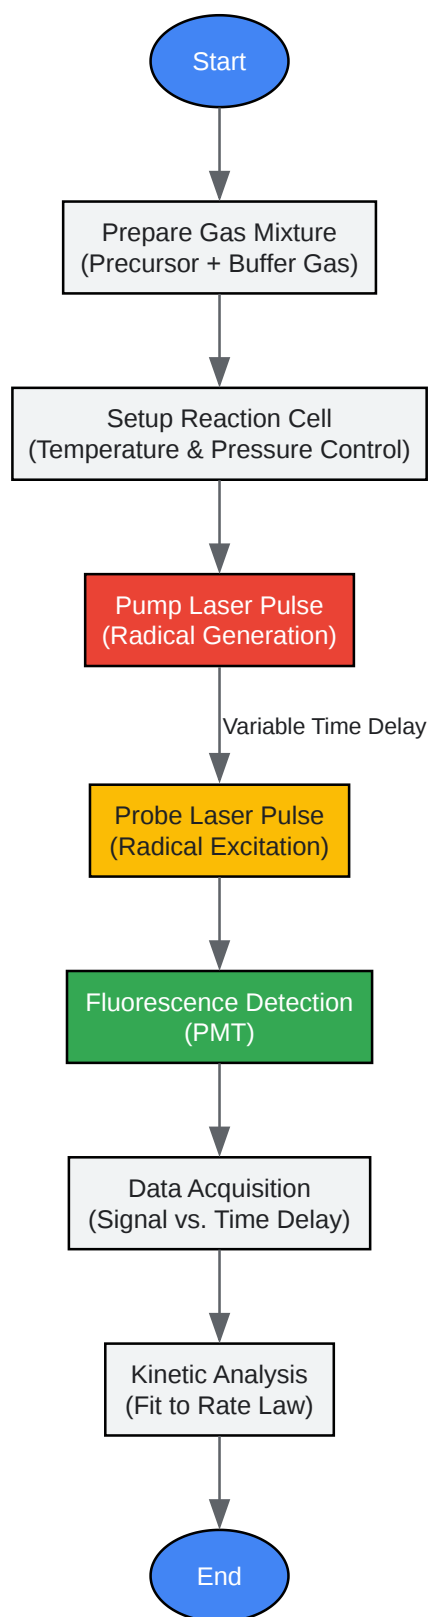 Start
Prepare Gas Mixture
(Precursor + Buffer Gas)
Setup Reaction Cell
(Temperature & Pressure Control)
Pump Laser Pulse
(Radical Generation)
Variable Time Delay
Probe Laser Pulse
(Radical Excitation)
Fluorescence Detection
(PMT)
Data Acquisition
(Signal vs. Time Delay)
Kinetic Analysis
(Fit to Rate Law)
End